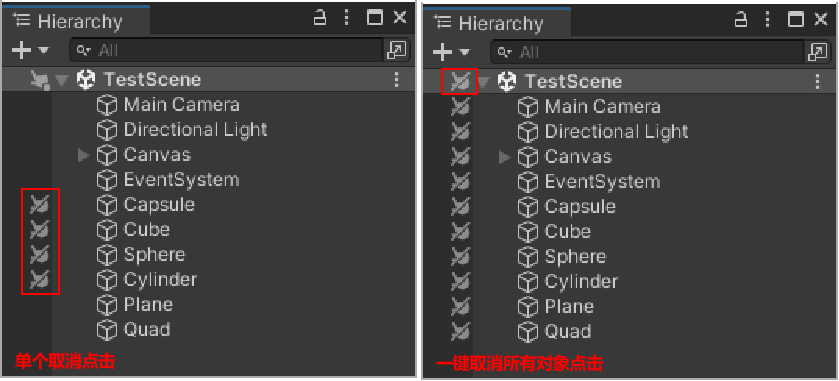 Hierarchy
All
TestScene
Main Camera
Directional Light
Canvas
EventSystem
Capsule
Cube
Sphere
Cylinder
Plane
Quad
单个取消点击
Hierarchy
All
TestScene
Main Camera
Directional Light
Canvas
EventSystem
Capsule
Cube
Sphere
Cylinder
Plane
Quad
一键取消所有对象点击